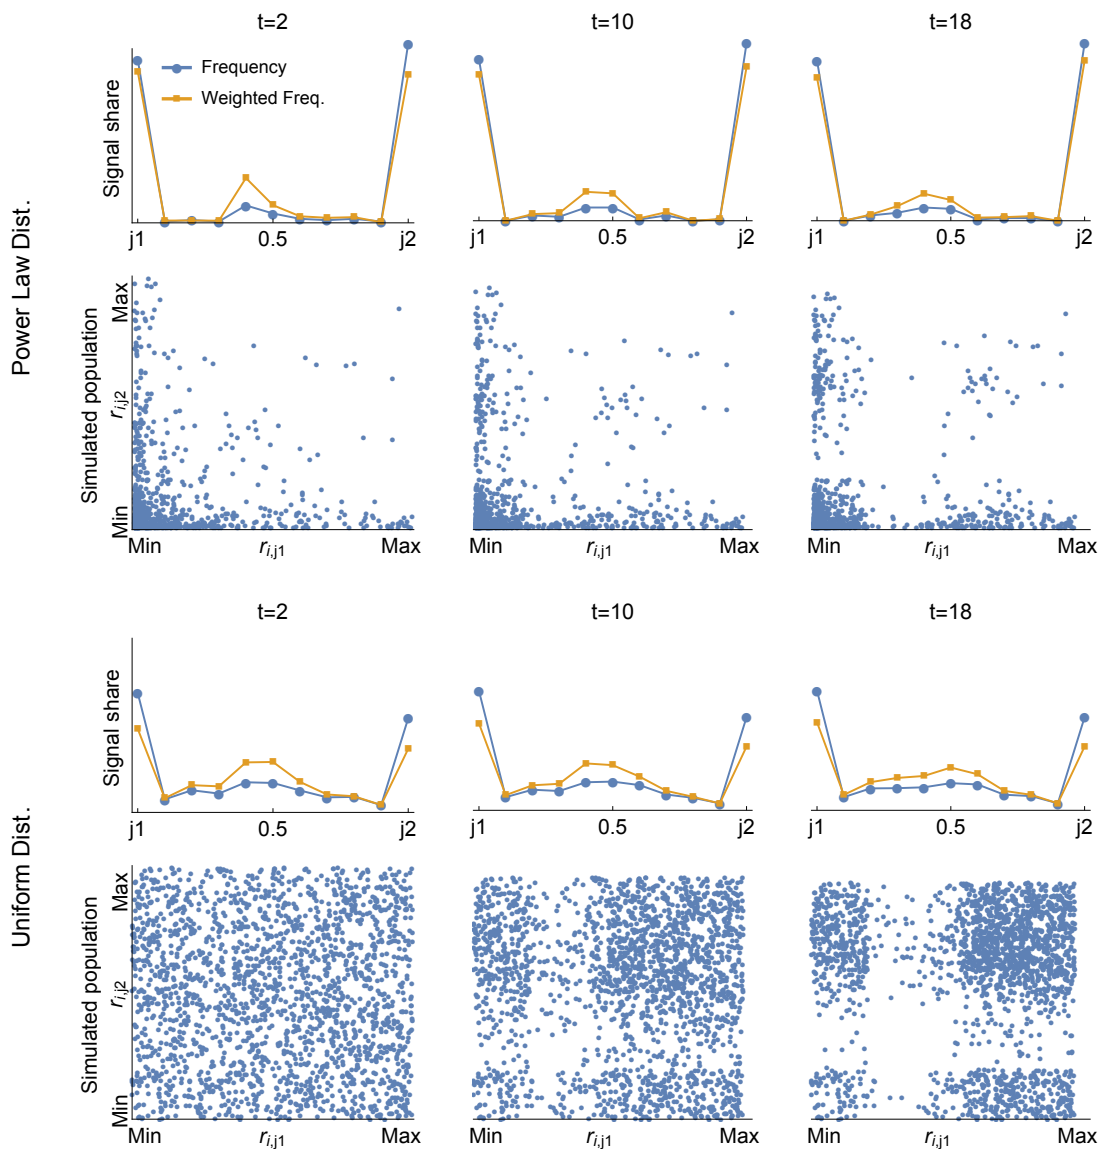 t=2
t=10
t=18
Power Law Dist.
Signal share
Frequency
Weighted Freq.
j1
0.5
j2
j1
0.5
j2
j1
0.5
j2
Simulated population
r_{i,j2}
Max
Min
Min
r_{i,j1}
Max
Min
r_{i,j1}
Max
Min
r_{i,j1}
Max
Uniform Dist.
t=2
t=10
t=18
Signal share
j1
0.5
j2
j1
0.5
j2
j1
0.5
j2
Simulated population
r_{i,j2}
Max
Min
Min
r_{i,j1}
Max
Min
r_{i,j1}
Max
Min
r_{i,j1}
Max